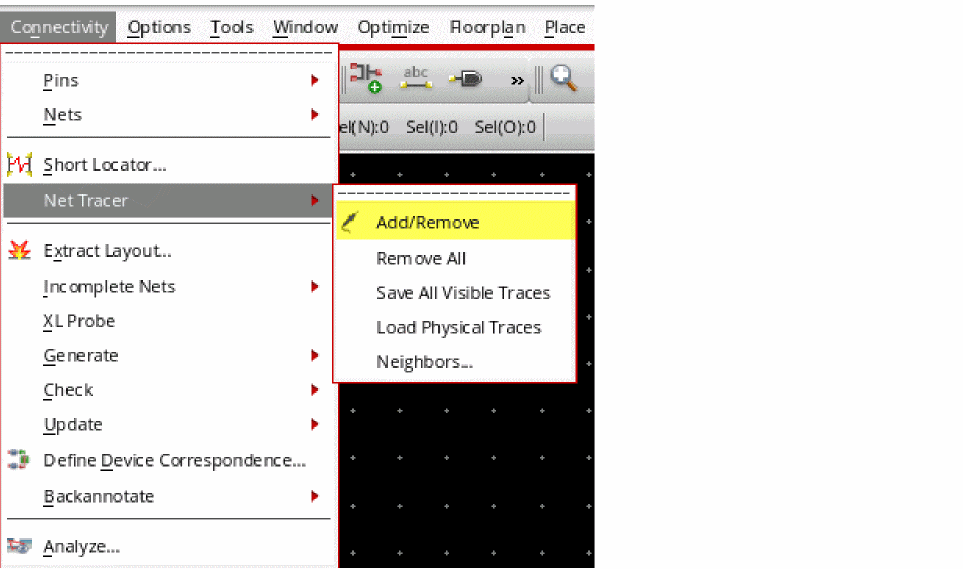 Connectivity Options Tools Window Optimize Floorplan Place
Pins
Nets
abc
»
el(N):0 Sel(I):0 Sel(O):0
Short Locator...
Net Tracer
Add/Remove
Remove All
Save All Visible Traces
Load Physical Traces
Neighbors...
Extract Layout...
Incomplete Nets
XL Probe
Generate
Check
Update
Define Device Correspondence...
Backannotate
Analyze...